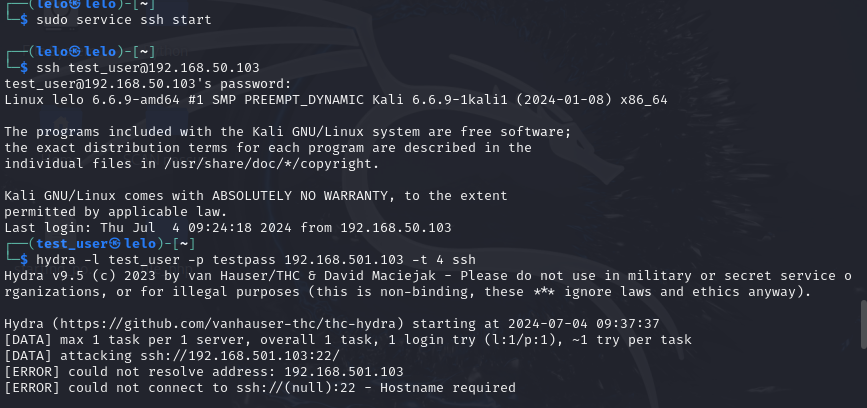 ┌──(lelo㉿lelo)-[~]
└─$ sudo service ssh start
┌──(lelo㉿lelo)-[~]
└─$ ssh test_user@192.168.50.103
test_user@192.168.50.103's password:
Linux lelo 6.6.9-amd64 #1 SMP PREEMPT_DYNAMIC Kali 6.6.9-1kali1 (2024-01-08) x86_64
The programs included with the Kali GNU/Linux system are free software;
the exact distribution terms for each program are described in the
individual files in /usr/share/doc/*/copyright.
Kali GNU/Linux comes with ABSOLUTELY NO WARRANTY, to the extent
permitted by applicable law.
Last login: Thu Jul  4 09:24:18 2024 from 192.168.50.103
┌──(test_user㉿lelo)-[~]
└─$ hydra -l test_user -p testpass 192.168.501.103 -t 4 ssh
Hydra v9.5 (c) 2023 by van Hauser/THC & David Maciejak - Please do not use in military or secret service o
rganizations, or for illegal purposes (this is non-binding, these *** ignore laws and ethics anyway).
Hydra (https://github.com/vanhauser-thc/thc-hydra) starting at 2024-07-04 09:37:37
[DATA] max 1 task per 1 server, overall 1 task, 1 login try (l:1/p:1), ~1 try per task
[DATA] attacking ssh://192.168.501.103:22/
[ERROR] could not resolve address: 192.168.501.103
[ERROR] could not connect to ssh://(null):22 - Hostname required